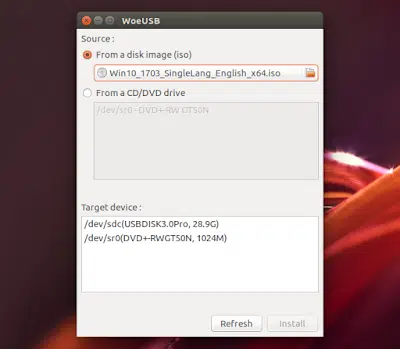 WoeUSB
Source :
From a disk image (iso)
Win10_1703_SingleLang_English_x64.iso
From a CD/DVD drive
/dev/sr0 - DVD+-RW GT50N
Target device :
/dev/sdc(USBDISK3.0Pro, 28.9G)
/dev/sr0(DVD+-RWGT50N, 1024M)
Refresh
Install